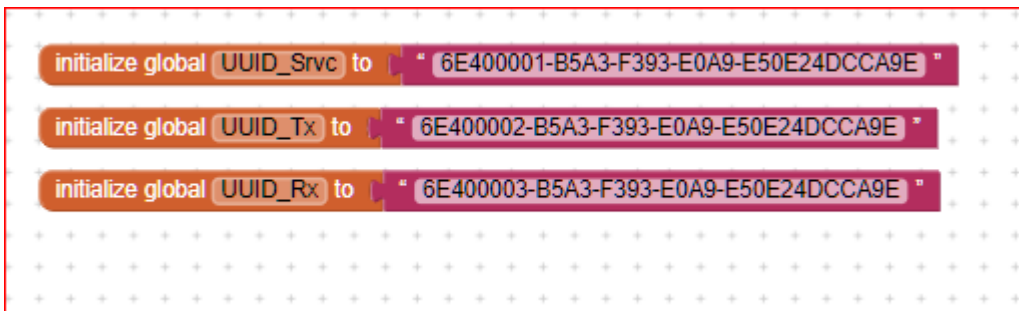 initialize global UUID_Srvc to " 6E400001-B5A3-F393-E0A9-E50E24DCCA9E "
initialize global UUID_Tx to " 6E400002-B5A3-F393-E0A9-E50E24DCCA9E "
initialize global UUID_Rx to " 6E400003-B5A3-F393-E0A9-E50E24DCCA9E "